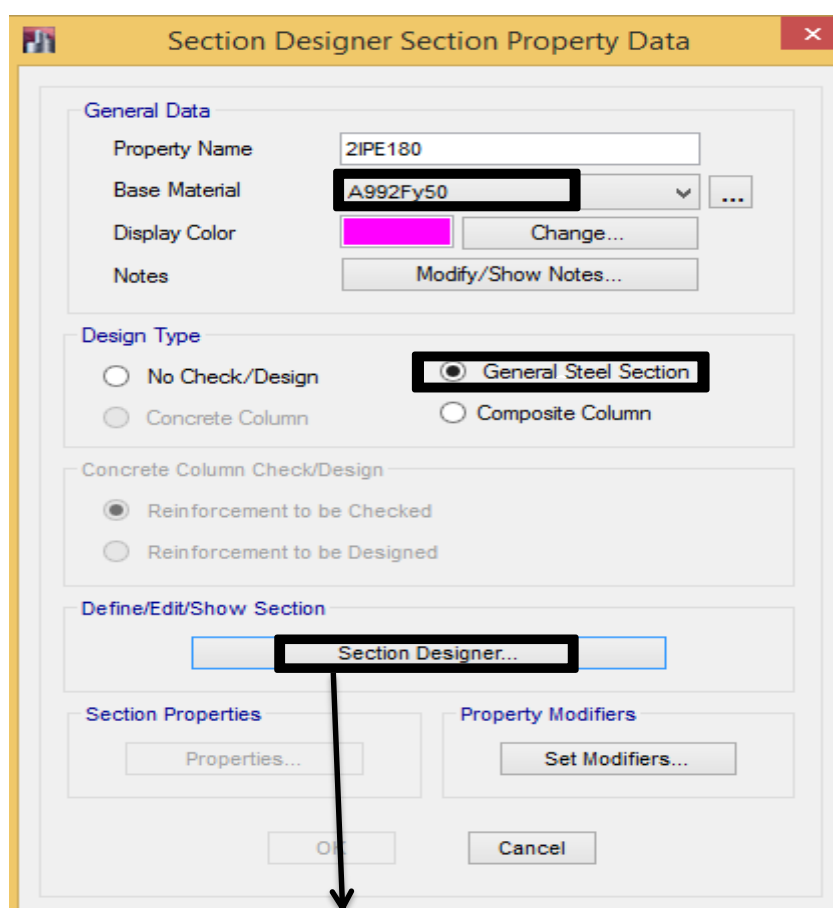 Section Designer Section Property Data
General Data
Property Name 2IPE180
Base Material A992Fy50 ...
Display Color Change...
Notes Modify/Show Notes...
Design Type
No Check/Design General Steel Section
Concrete Column Composite Column
Concrete Column Check/Design
Reinforcement to be Checked
Reinforcement to be Designed
Define/Edit/Show Section
Section Designer...
Section Properties Property Modifiers
Properties... Set Modifiers...
OK Cancel